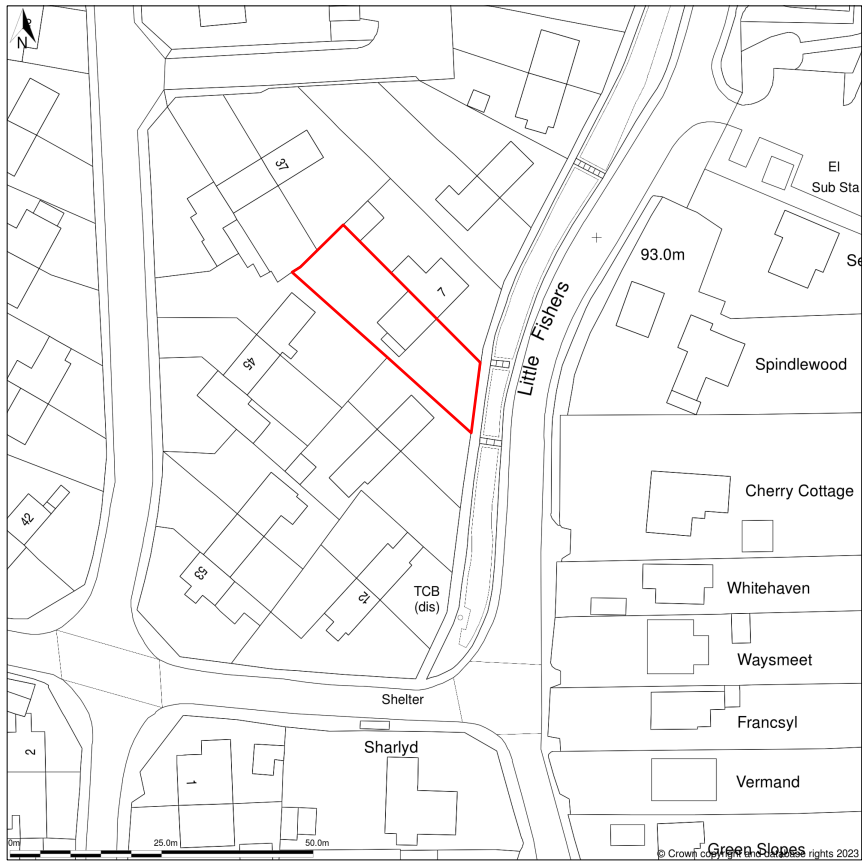 N
37
El
Sub Sta
93.0m
Se
7
Little Fishers
45
Spindlewood
Cherry Cottage
42
53
12
TCB
(dis)
Whitehaven
Waysmeet
Shelter
Francsyl
2
Sharlyd
1
Vermand
0m 25.0m 50.0m
Green Slopes
© Crown copyright and database rights 2023